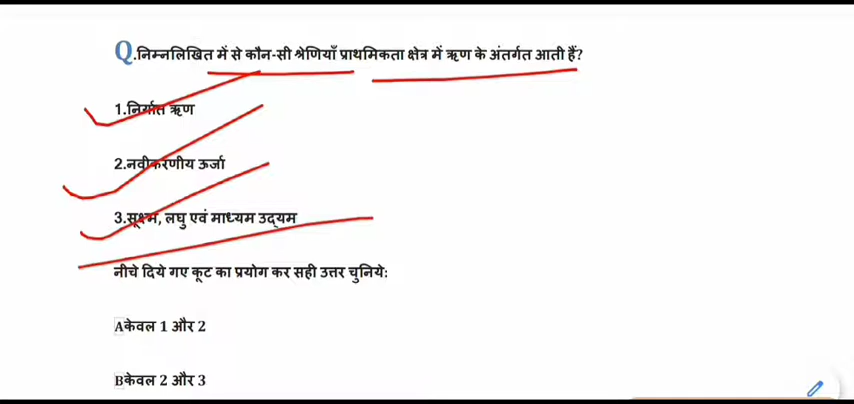 Q.निम्नलिखित में से कौन-सी श्रेणियाँ प्राथमिकता क्षेत्र में ऋण के अंतर्गत आती हैं?
1.निर्यात ऋण
2.नवीकरणीय ऊर्जा
3.सूक्ष्म, लघु एवं माध्यम उद्यम
नीचे दिये गए कूट का प्रयोग कर सही उत्तर चुनिये:
Aकेवल 1 और 2
Bकेवल 2 और 3